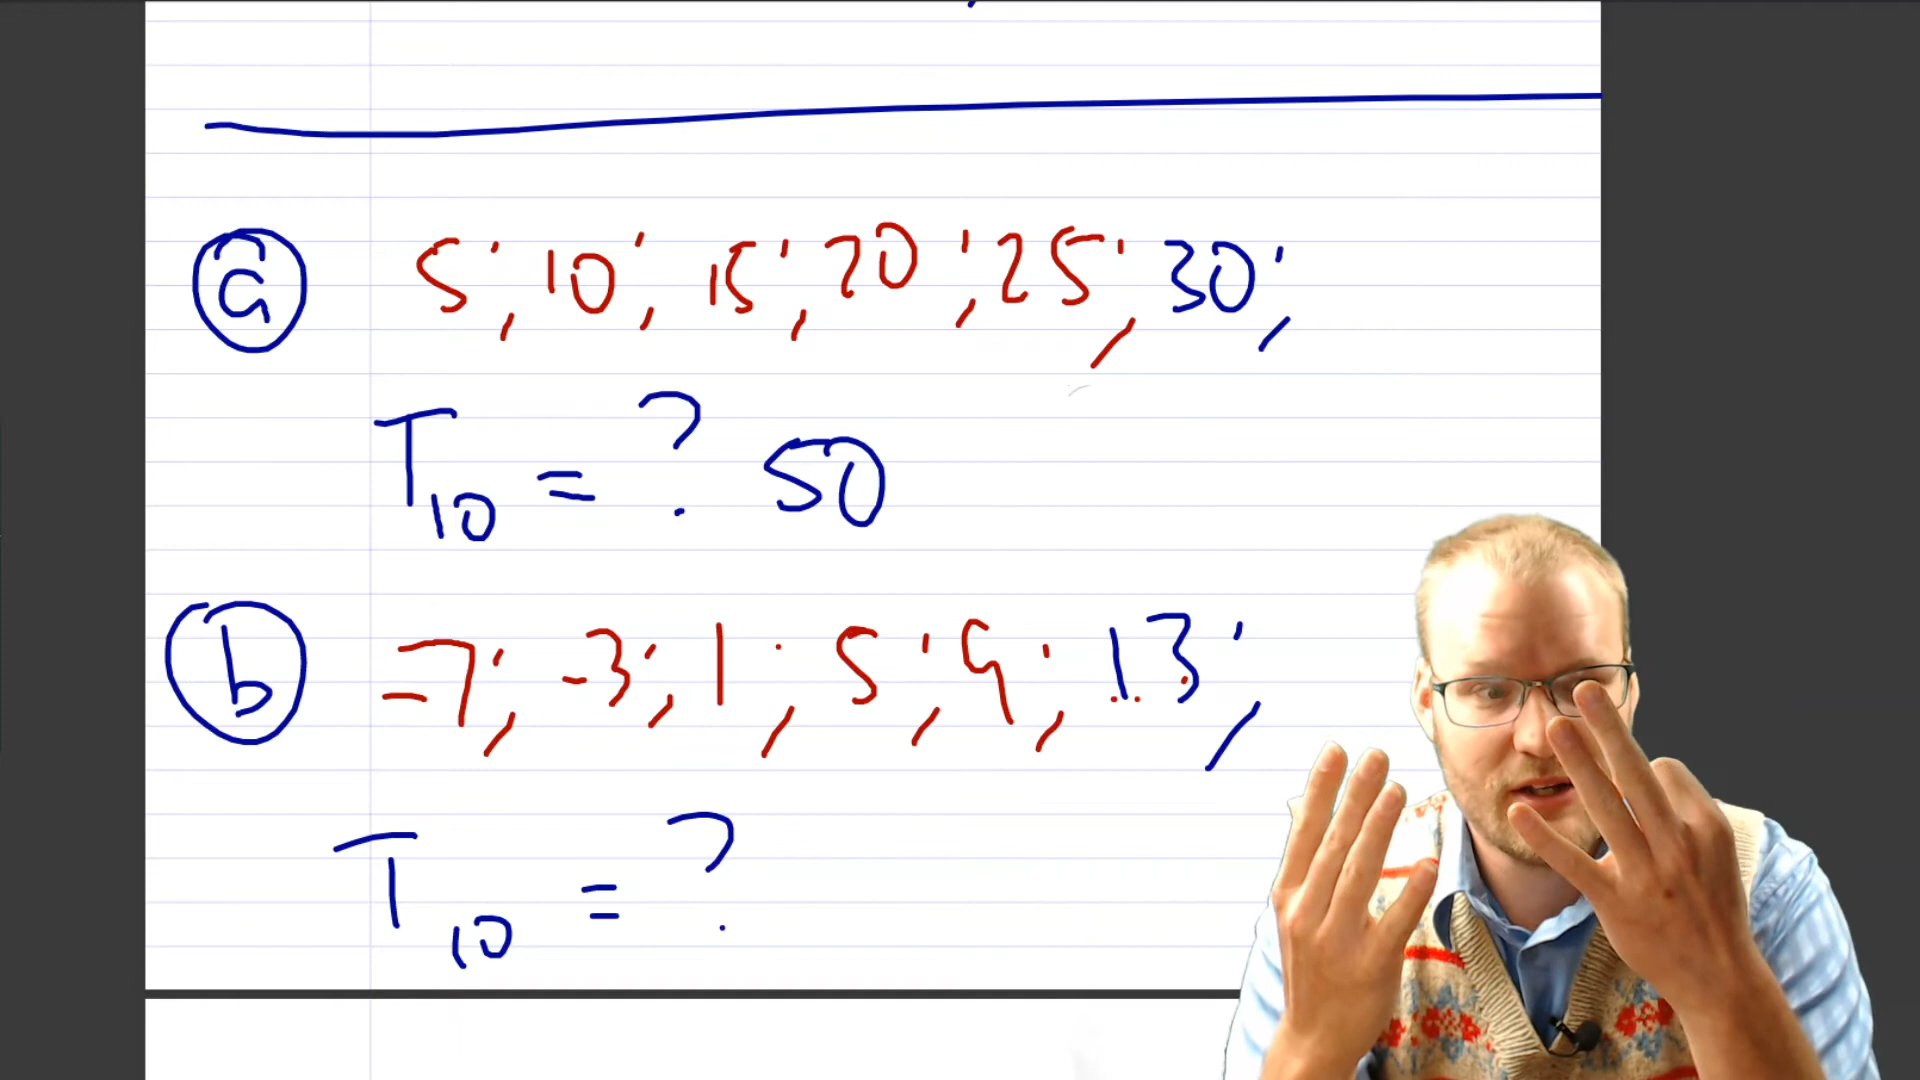 a 5; 10; 15; 20; 25; 30;
T10 = ? 50
b -7; -3; 1; 5; 9; 13;
T10 = ?